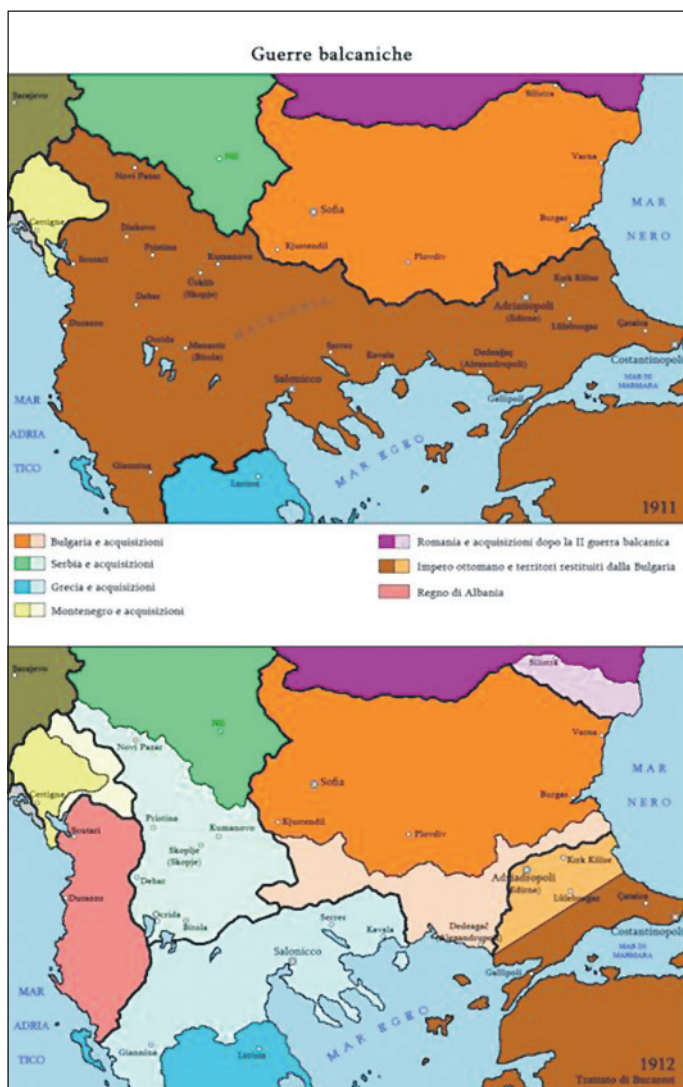 Guerre balcaniche
Sarajevo
Silistra
Niš
Novi Pazar
Varna
MAR
NERO
Cettigne
Sofia
Burgas
Djakovo
Pristina
Kjustendil
Plovdiv
Scutari
Kumanovo
Üsküb
(Skopje)
Kırk Kilise
Debar
MACEDONIA
Adrianopoli
(Edirne)
Lüleburgaz
Çatalca
Durazzo
Ocrida
Manastir
(Bitola)
Serres
Kavala
Dedeağaç
(Alexandrupoli)
Costantinopoli
Salonicco
Gallipoli
MAR DI
MARMARA
MAR
ADRIA
TICO
MAR EGEO
Giannina
Larissa
1911
Bulgaria e acquisizioni
Serbia e acquisizioni
Grecia e acquisizioni
Montenegro e acquisizioni
Romania e acquisizioni dopo la II guerra balcanica
Impero ottomano e territori restituiti dalla Bulgaria
Regno di Albania
Sarajevo
Silistra
Niš
Novi Pazar
Varna
MAR
NERO
Cettigne
Sofia
Burgas
Pristina
Kjustendil
Plovdiv
Scutari
Kumanovo
Skoplje
(Skopje)
Kırk Kilise
Debar
Adriadropoli
(Edirne)
Lüleburgaz
Çatalca
Durazzo
Ocrida
Bitola
Serres
Kavala
Dedeagač
(Alexandrupoli)
Costantinopoli
Salonicco
Gallipoli
MAR DI
MARMARA
MAR
ADRIA
TICO
MAR EGEO
Giannina
Larissa
1912
Trattato di Bucarest